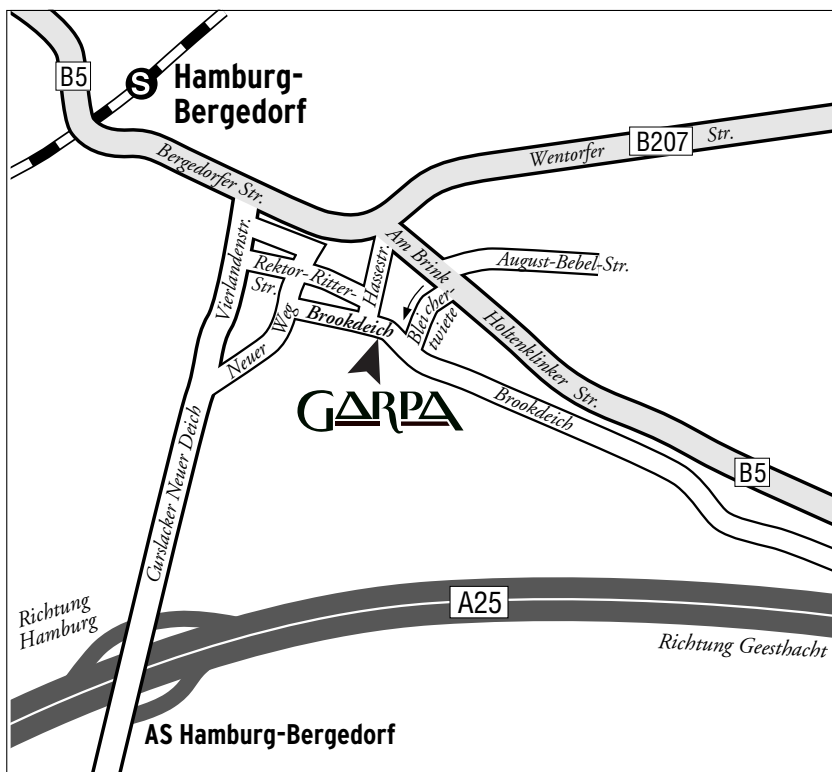 B5
S
Hamburg-
Bergedorf
B207
Wentorfer Str.
Bergedorfer Str.
Am Brink
August-Bebel-Str.
Vierlandenstr.
Rektor-Ritter-
Str.
Hassestr.
Bleicher-
twiete
Neuer Weg
Brookdeich
Holtenklinker Str.
GARPA
Brookdeich
B5
Curslacker Neuer Deich
A25
Richtung
Hamburg
Richtung Geesthacht
AS Hamburg-Bergedorf